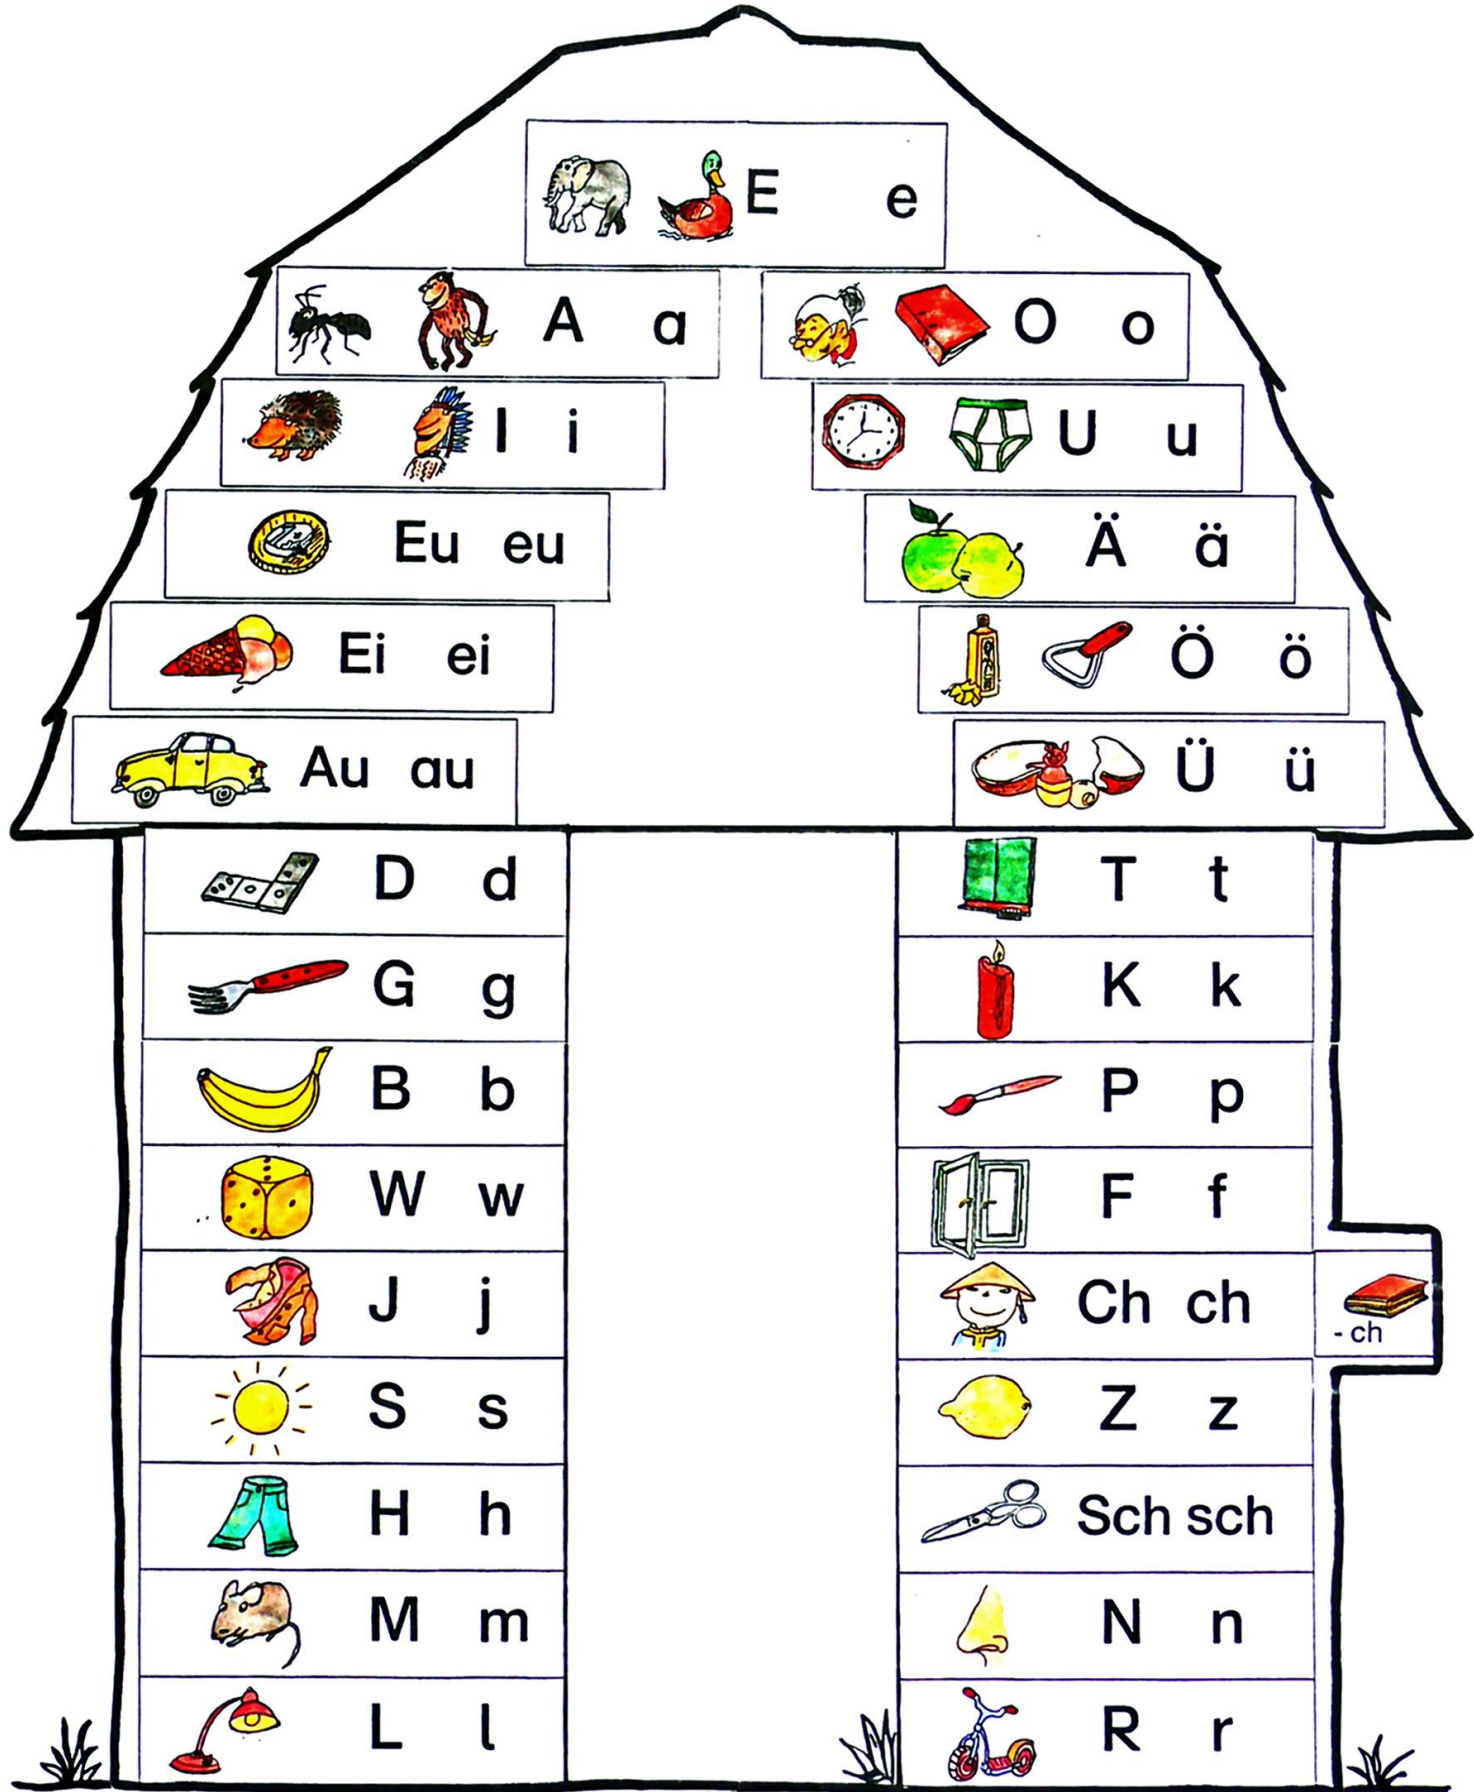 E e
A a
O o
I i
U u
Eu eu
Ä ä
Ei ei
Ö ö
Au au
Ü ü
D d
T t
G g
K k
B b
P p
W w
F f
J j
Ch ch
- ch
S s
Z z
H h
Sch sch
M m
N n
L l
R r